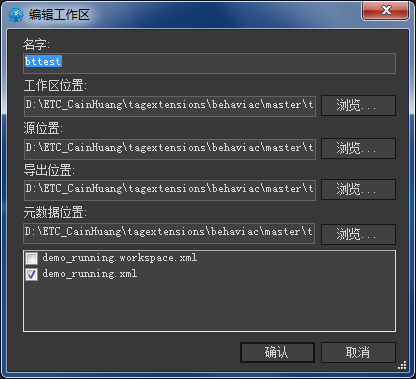 编辑工作区
名字:
bttest
工作区位置:
D:\ETC_CainHuang\tagextensions\behaviac\master\t
浏览...
源位置:
D:\ETC_CainHuang\tagextensions\behaviac\master\t
浏览...
导出位置:
D:\ETC_CainHuang\tagextensions\behaviac\master\t
浏览...
元数据位置:
D:\ETC_CainHuang\tagextensions\behaviac\master\t
浏览...
demo_running.workspace.xml
demo_running.xml
确认
取消